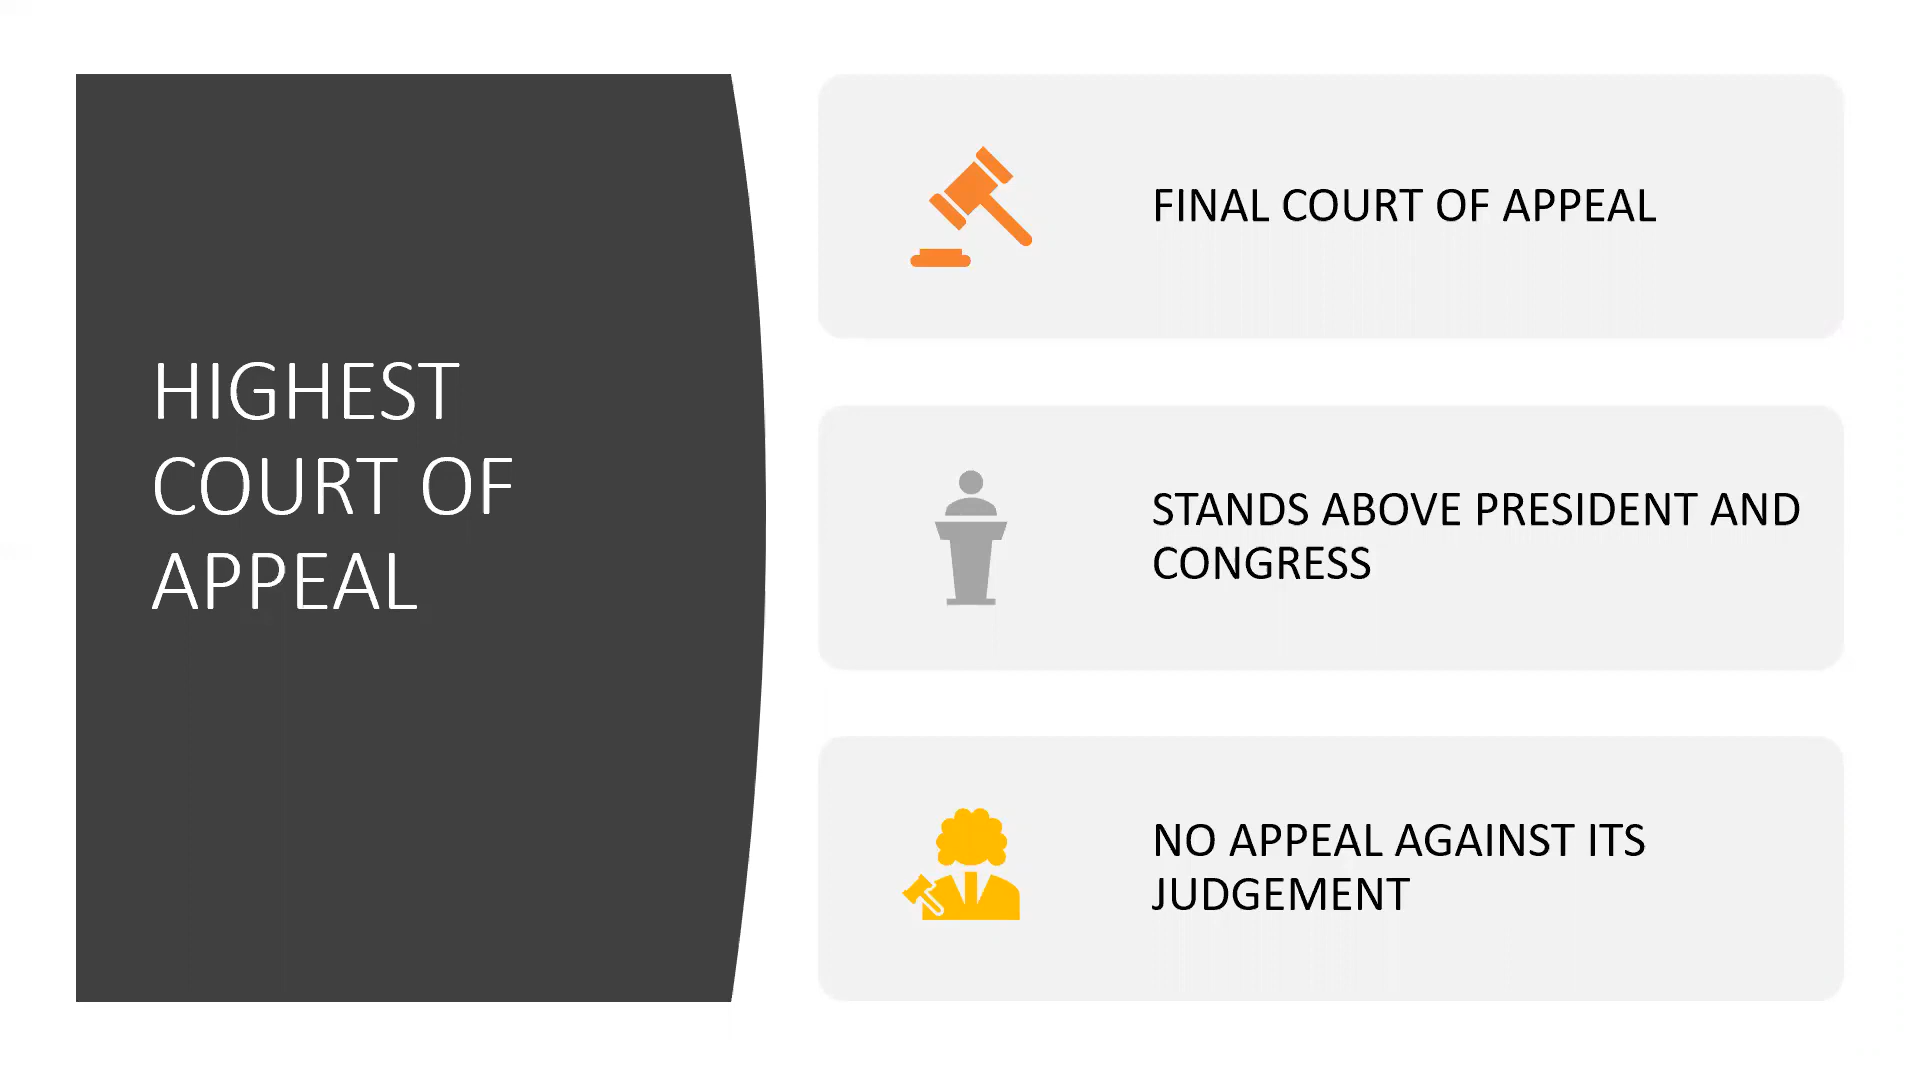 HIGHEST
COURT OF
APPEAL
FINAL COURT OF APPEAL
STANDS ABOVE PRESIDENT AND
CONGRESS
NO APPEAL AGAINST ITS
JUDGEMENT